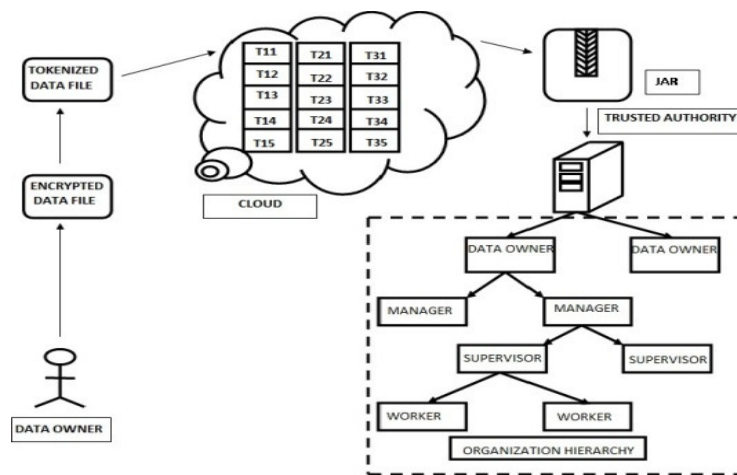 TOKENIZED
DATA FILE
T11
T12
T13
T14
T15
T21
T22
T23
T24
T25
T31
T32
T33
T34
T35
JAR
TRUSTED AUTHORITY
ENCRYPTED
DATA FILE
CLOUD
DATA OWNER
DATA OWNER
MANAGER
MANAGER
SUPERVISOR
SUPERVISOR
WORKER
WORKER
ORGANIZATION HIERARCHY
DATA OWNER